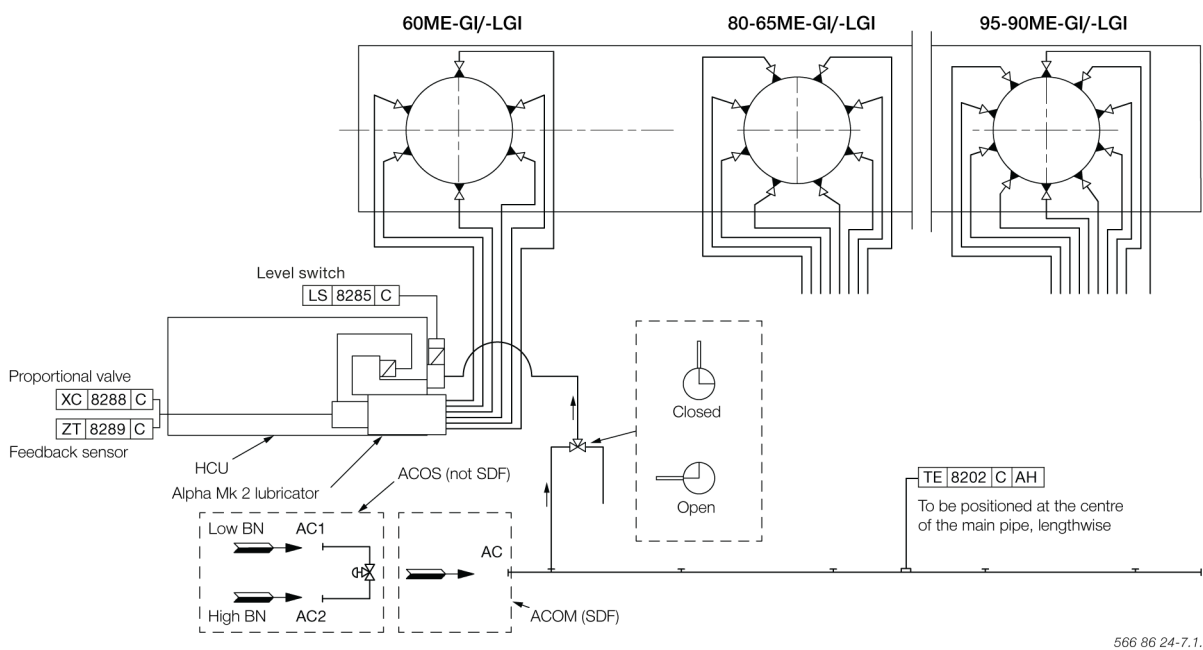 60ME-GI/-LGI
80-65ME-GI/-LGI
95-90ME-GI/-LGI
Level switch
LS 8285 C
Proportional valve
XC 8288 C
ZT 8289 C
Feedback sensor
HCU
Alpha Mk 2 lubricator
Closed
Open
ACOS (not SDF)
Low BN
AC1
High BN
AC2
AC
ACOM (SDF)
TE 8202 C AH
To be positioned at the centre
of the main pipe, lengthwise
566 86 24-7.1.